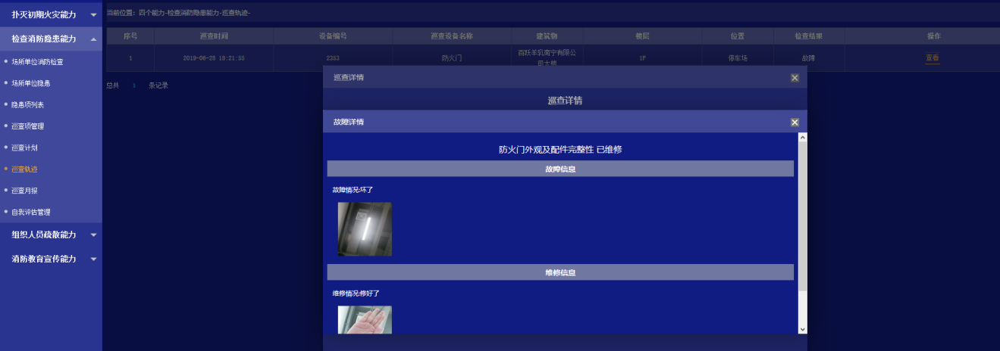 扑灭初期火灾能力
检查消防隐患能力
场所单位消防检查
场所单位隐患
隐患项列表
巡查项管理
巡查计划
巡查轨迹
巡查月报
自我评估管理
组织人员疏散能力
消防教育宣传能力
当前位置：四个能力-检查消防隐患能力-巡查轨迹-
序号 巡查时间 设备编号 巡查设备名称 建筑物 楼层 位置 检查结果 操作
1 2019-06-28 18:21:55 2353 防火门 百跃羊乳南宁有限公 1F 停车场 故障 查看
司大楼
总共 1 条记录
巡查详情
巡查详情
故障详情
防火门外观及配件完整性 已维修
故障信息
故障情况:坏了
维修信息
维修情况:修好了